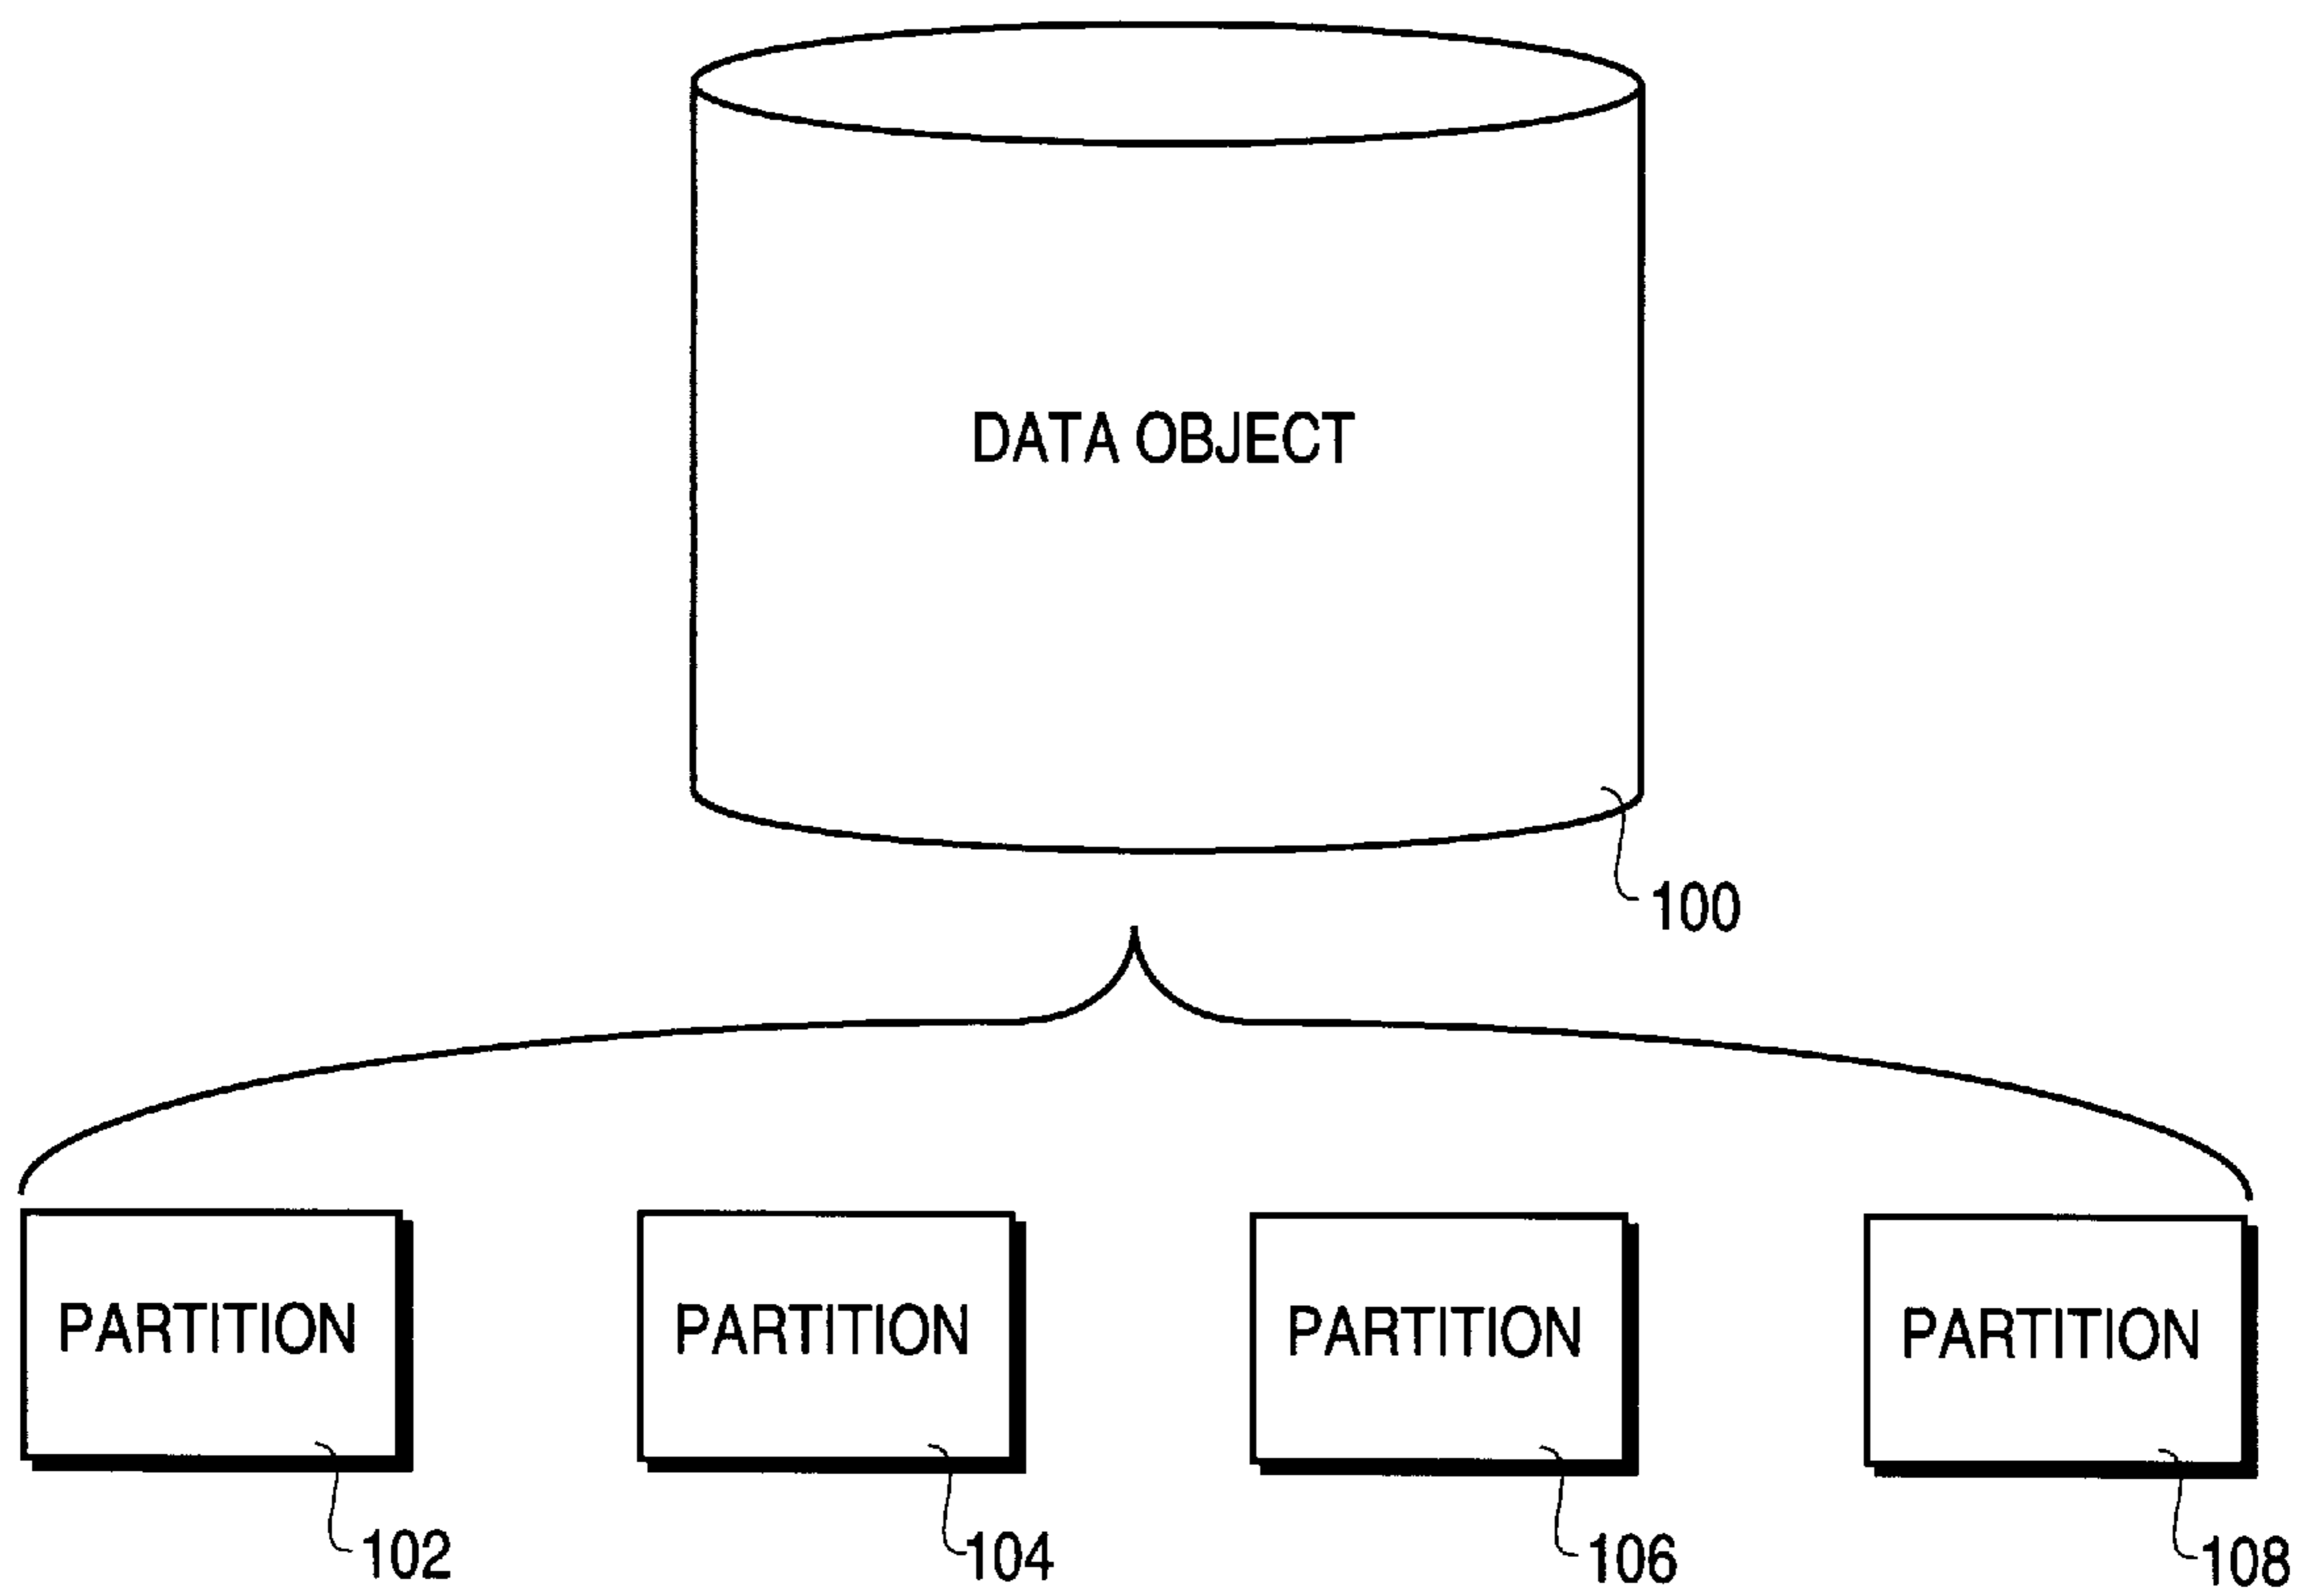 DATA OBJECT
100
PARTITION PARTITION PARTITION PARTITION
102 104 106 108